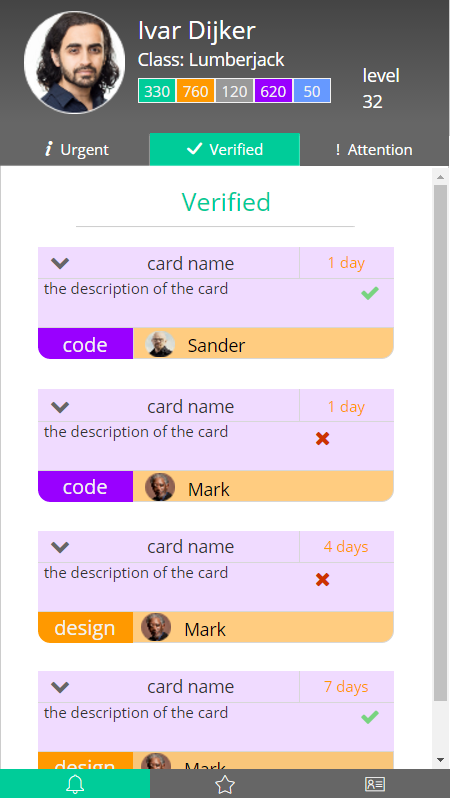 Ivar Dijker
Class: Lumberjack
330 760 120 620 50
level
32
i Urgent
Verified
! Attention
Verified
card name 1 day
the description of the card
code Sander
card name 1 day
the description of the card
code Mark
card name 4 days
the description of the card
design Mark
card name 7 days
the description of the card
design Mark